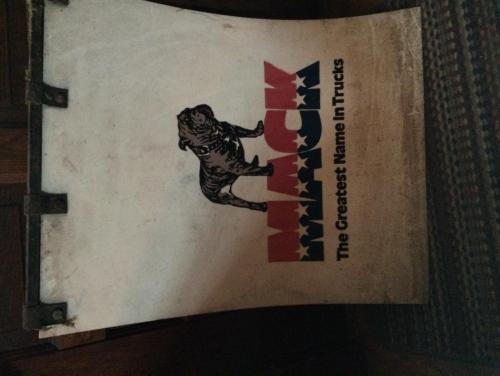 MACK
The Greatest Name In Trucks